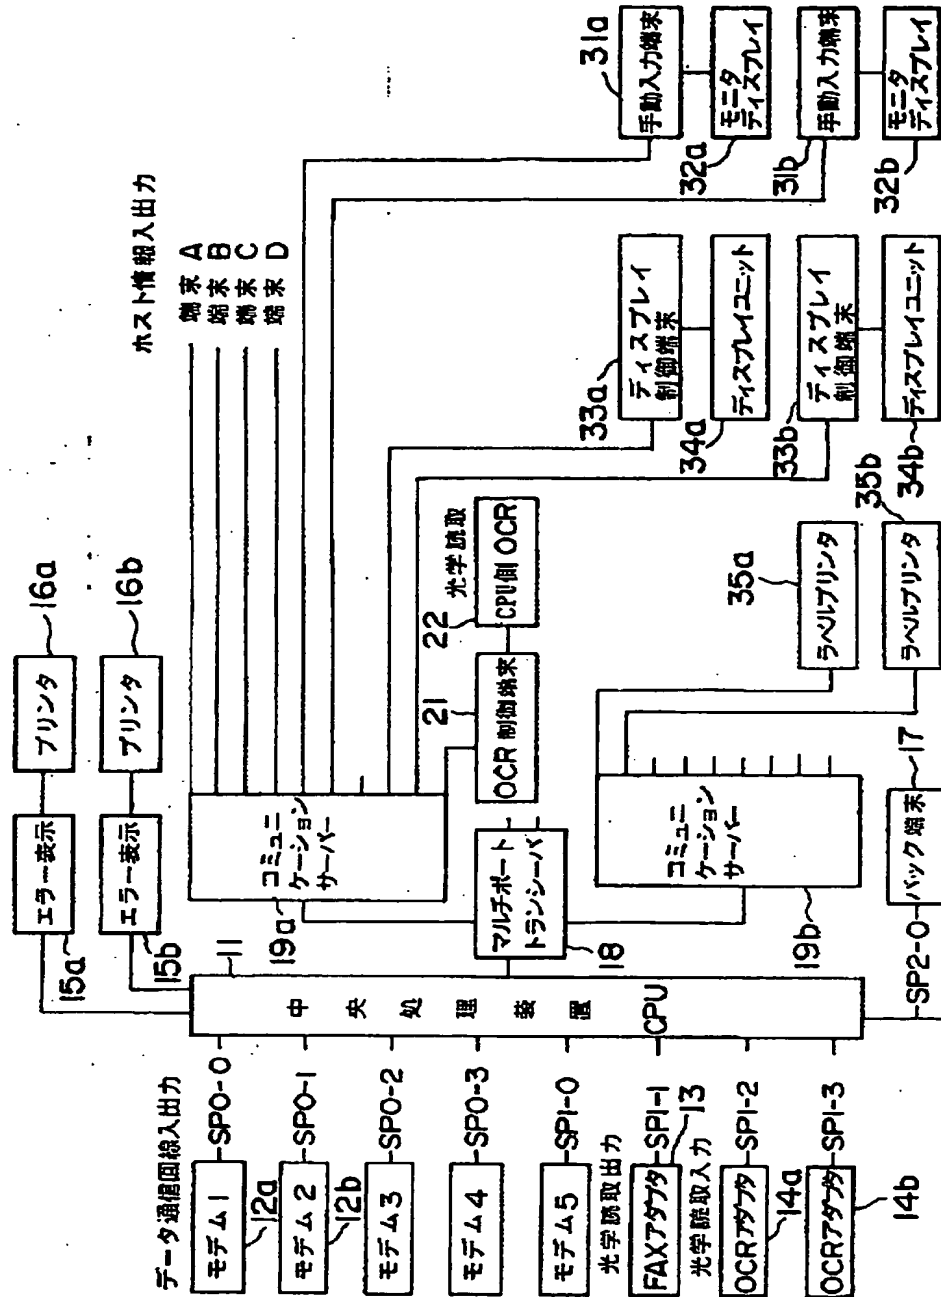 データ通信回線入出力
モデム1
SP0-0
12a
モデム2
SP0-1
12b
モデム3
SP0-2
モデム4
SP0-3
モデム5
SP1-0
光学読取出力
FAXアダプタ
SP1-1
13
光学読取入力
OCRアダプタ
SP1-2
14a
OCRアダプタ
SP1-3
14b
11
中央処理装置
CPU
15a
エラー表示
プリンタ
16a
15b
エラー表示
プリンタ
16b
コミュニ
ケーション
サーバー
19a
マルチポート
トランシーバ
18
コミュニ
ケーション
サーバー
19b
SP2-0
バック端末
17
21
OCR制御端末
22
光学読取
CPU側OCR
ラベルプリンタ
35a
ラベルプリンタ
35b
ホスト情報入出力
端末A
端末B
端末C
端末D
33a
ディスプレイ
制御端末
34a
ディスプレイユニット
33b
ディスプレイ
制御端末
34b
ディスプレイユニット
31a
手動入力端末
32a
モニタ
ディスプレイ
31b
手動入力端末
32b
モニタ
ディスプレイ